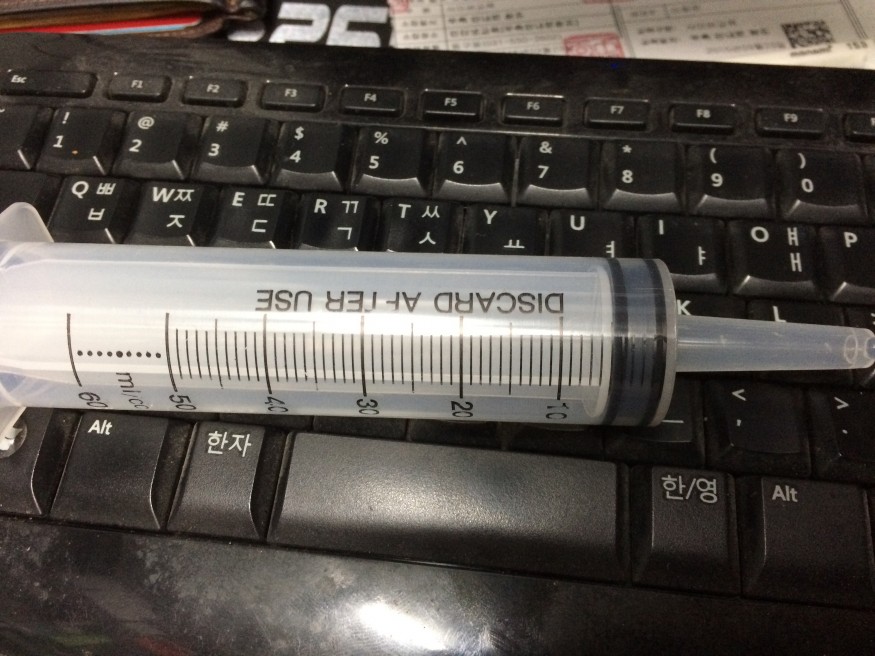 Esc F1 F2 F3 F4 F5 F6 F7 F8 F9
! 1 @ 2 # 3 $ 4 % 5 ^ 6 & 7 * 8 ( 9 ) 0
Q ㅃ ㅂ W ㅉ ㅈ E ㄸ ㄷ R ㄲ ㄱ T ㅆ ㅅ Y ㅛ U ㅕ I ㅑ O ㅒ ㅐ P
DISCARD AFTER USE
K L
ml/cc
60 50 40 30 20 10
< , > .
Alt 한자 한/영 Alt